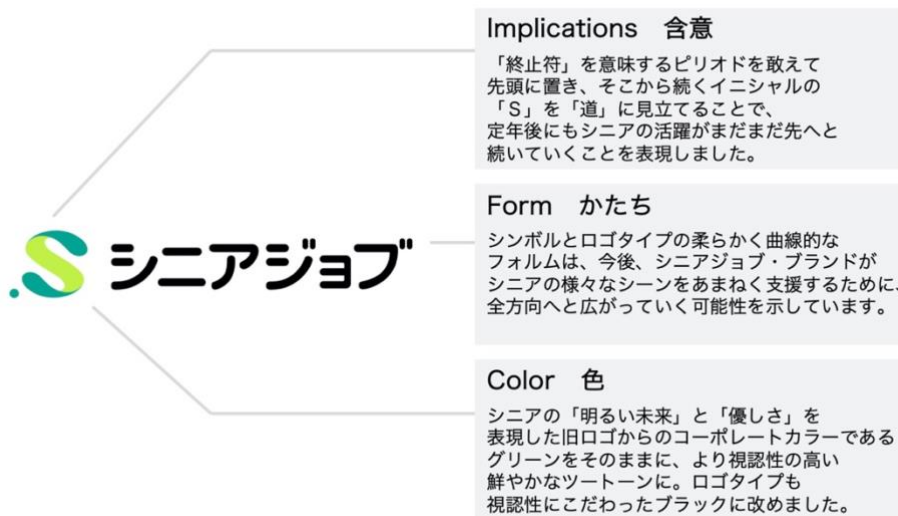 .S シニアジョブ
Implications 含意
「終止符」を意味するピリオドを敢えて
先頭に置き、そこから続くイニシャルの
「S」を「道」に見立てることで、
定年後にもシニアの活躍がまだまだ先へと
続いていくことを表現しました。
Form かたち
シンボルとロゴタイプの柔らかく曲線的な
フォルムは、今後、シニアジョブ・ブランドが
シニアの様々なシーンをあまねく支援するために、
全方向へと広がっていく可能性を示しています。
Color 色
シニアの「明るい未来」と「優しさ」を
表現した旧ロゴからのコーポレートカラーである
グリーンをそのままに、より視認性の高い
鮮やかなツートーンに。ロゴタイプも
視認性にこだわったブラックに改めました。